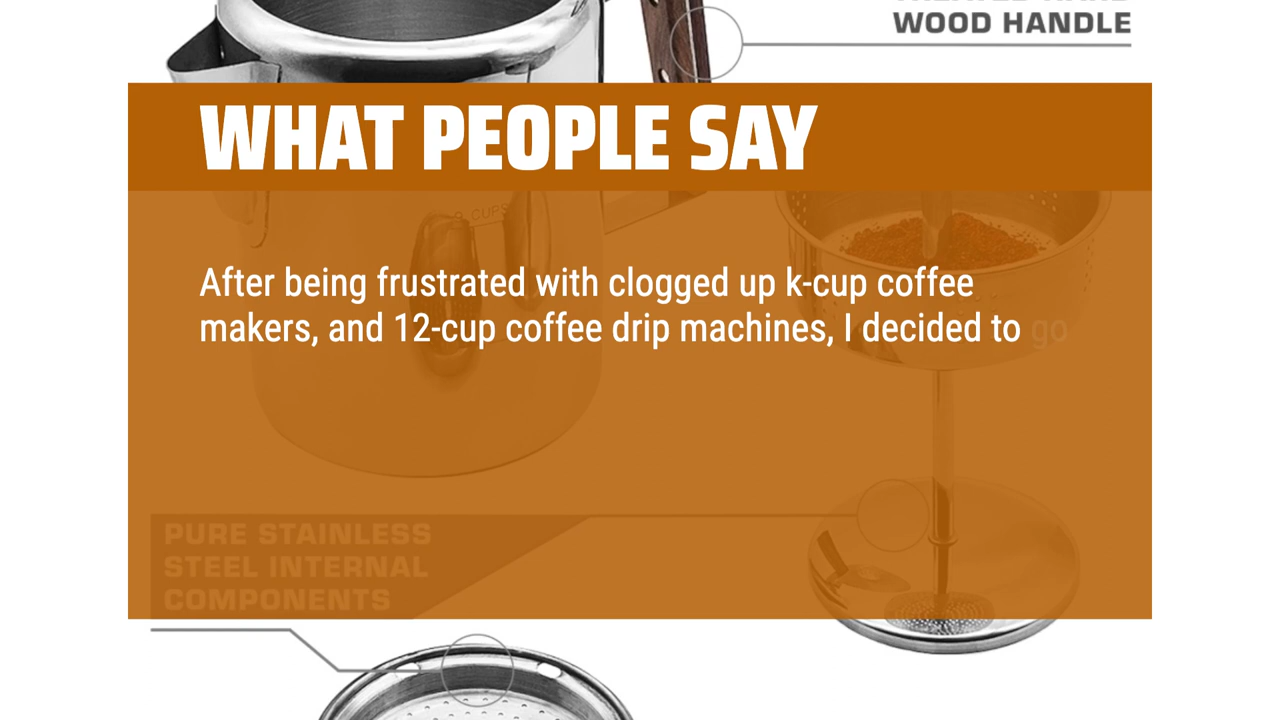 WOOD HANDLE
WHAT PEOPLE SAY
CUPS
After being frustrated with clogged up k-cup coffee
makers, and 12-cup coffee drip machines, I decided to go
PURE STAINLESS
STEEL INTERNAL
COMPONENTS